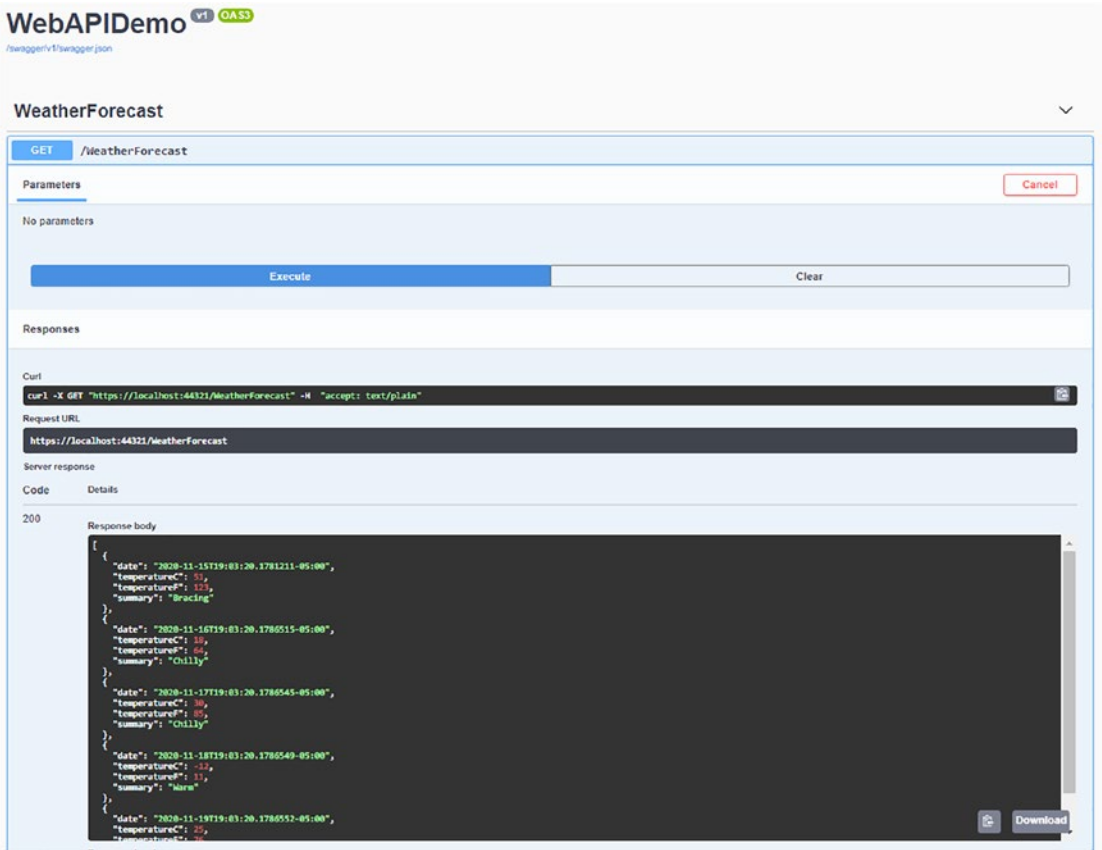 WebAPIDemo v1 OAS3
/swagger/v1/swagger.json
WeatherForecast
GET /WeatherForecast
Parameters Cancel
No parameters
Execute Clear
Responses
Curl
curl -X GET "https://localhost:44321/WeatherForecast" -H "accept: text/plain"
Request URL
https://localhost:44321/WeatherForecast
Server response
Code Details
200
Response body
[
{
"date": "2020-11-15T19:03:20.1781211-05:00",
"temperatureC": 51,
"temperatureF": 123,
"summary": "Bracing"
},
{
"date": "2020-11-16T19:03:20.1786515-05:00",
"temperatureC": 18,
"temperatureF": 64,
"summary": "Chilly"
},
{
"date": "2020-11-17T19:03:20.1786545-05:00",
"temperatureC": 30,
"temperatureF": 85,
"summary": "Chilly"
},
{
"date": "2020-11-18T19:03:20.1786549-05:00",
"temperatureC": -12,
"temperatureF": 11,
"summary": "Warm"
},
{
"date": "2020-11-19T19:03:20.1786552-05:00",
"temperatureC": 25,
"temperatureF": 76
Download